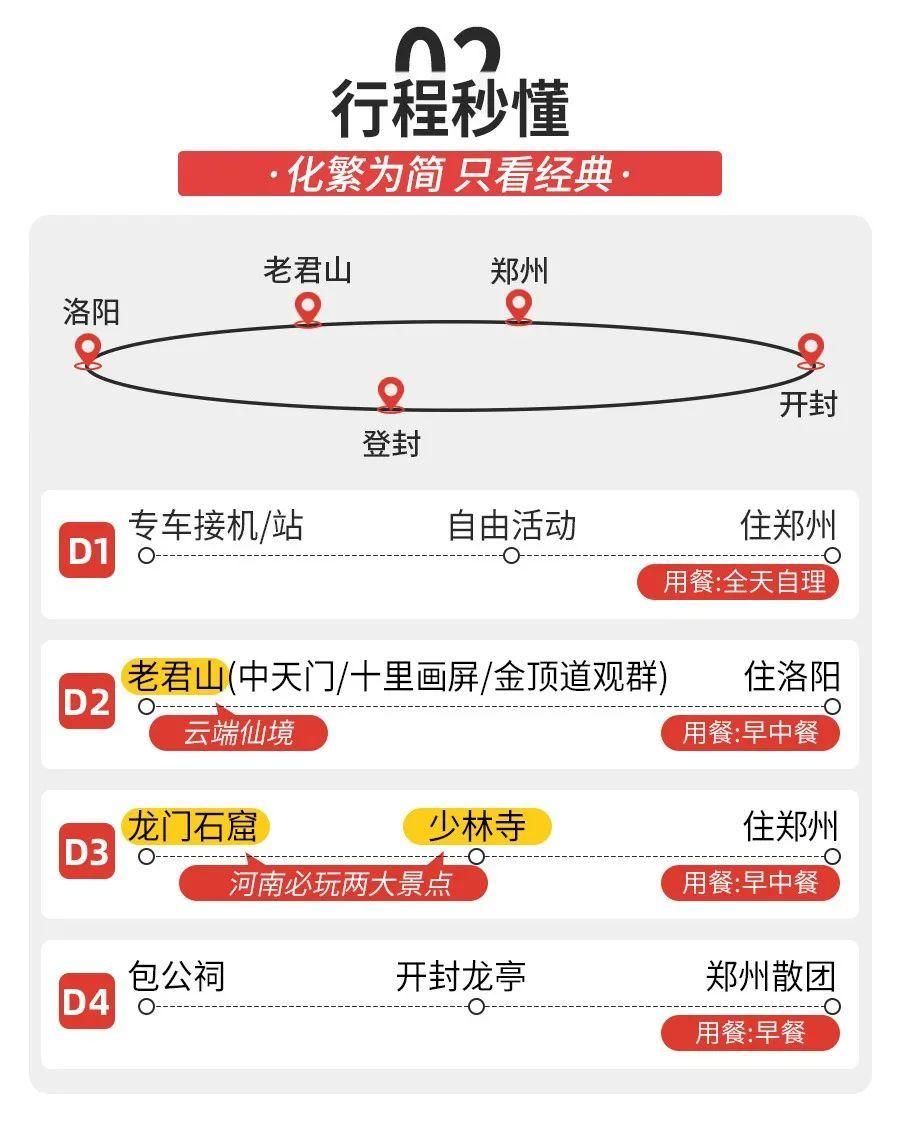 02
行程秒懂
·化繁为简 只看经典·
老君山
郑州
洛阳
开封
登封
D1
专车接机/站
自由活动
住郑州
用餐:全天自理
D2
老君山(中天门/十里画屏/金顶道观群)
住洛阳
云端仙境
用餐:早中餐
D3
龙门石窟
少林寺
住郑州
河南必玩两大景点
用餐:早中餐
D4
包公祠
开封龙亭
郑州散团
用餐:早餐